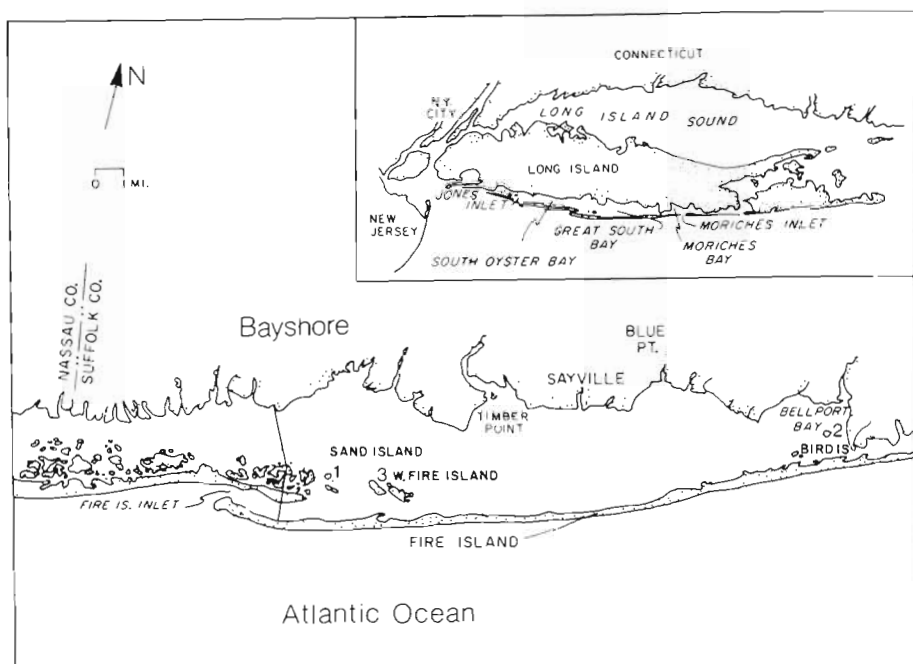 N
0 1 MI.
NASSAU CO.
SUFFOLK CO.
CONNECTICUT
N.Y.
CITY
LONG ISLAND SOUND
LONG ISLAND
JONES
INLET
NEW
JERSEY
GREAT SOUTH
BAY
MORICHES INLET
MORICHES
BAY
SOUTH OYSTER BAY
Bayshore
BLUE
PT.
SAYVILLE
TIMBER
POINT
BELLPORT
BAY
2
BIRD IS
SAND ISLAND
1
3 W. FIRE ISLAND
FIRE IS. INLET
FIRE ISLAND
Atlantic Ocean